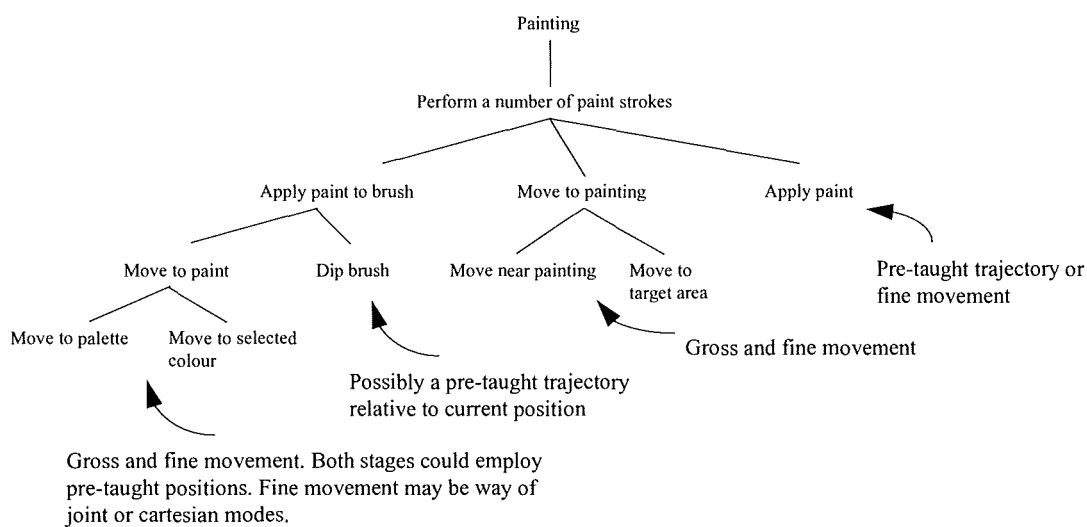 Painting
Perform a number of paint strokes
Apply paint to brush
Move to painting
Apply paint
Move to paint
Dip brush
Move near painting
Move to
target area
Pre-taught trajectory or
fine movement
Move to palette
Move to selected
colour
Gross and fine movement
Possibly a pre-taught trajectory
relative to current position
Gross and fine movement. Both stages could employ
pre-taught positions. Fine movement may be way of
joint or cartesian modes.